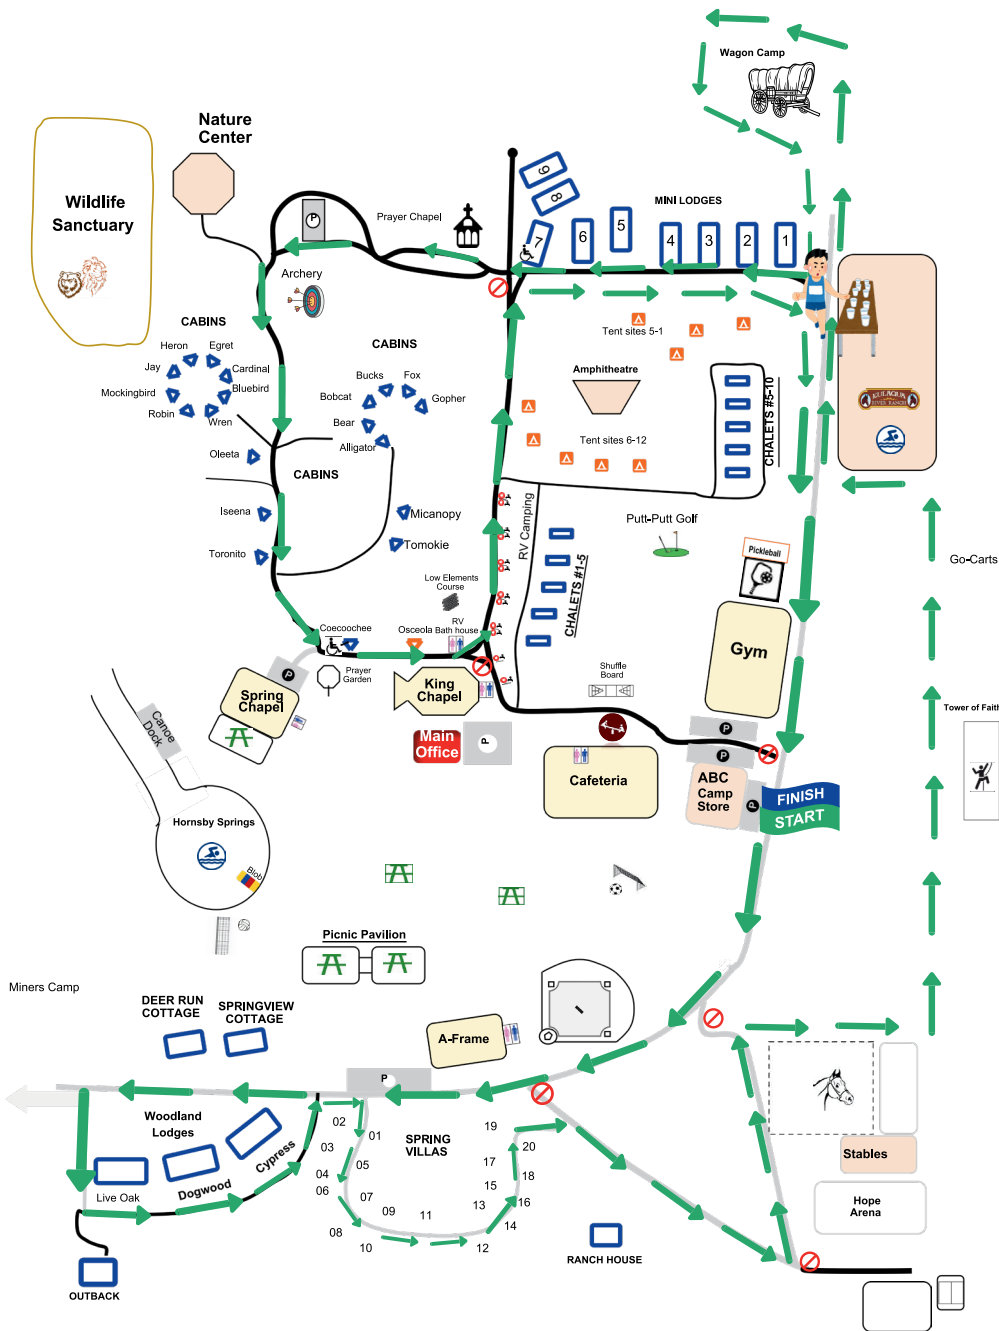 Wagon Camp
Nature
Center
Wildlife
Sanctuary
P
Prayer Chapel
MINI LODGES
9
8
7
6
5
4
3
2
1
Archery
CABINS
Heron
Egret
Jay
Cardinal
Mockingbird
Bluebird
Robin
Wren
CABINS
Bucks
Fox
Bobcat
Gopher
Bear
Alligator
Oleeta
CABINS
Iseena
Toronito
Micanopy
Tomokie
Tent sites 5-1
Amphitheatre
Tent sites 6-12
CHALETS #5-10
KULAQUA
RIVER RANCH
RV Camping
CHALETS #1-5
Putt-Putt Golf
Pickleball
Go-Carts
Low Elements
Course
RV
Bath house
Coecoochee
Osceola
Prayer
Garden
P
Spring
Chapel
King
Chapel
Shuffle
Board
Gym
Tower of Faith
Main
Office
P
Cafeteria
P
P
ABC
Camp
Store
P
FINISH
START
Canoe
Dock
Hornsby Springs
Blob
Picnic Pavilion
Miners Camp
DEER RUN
COTTAGE
SPRINGVIEW
COTTAGE
A-Frame
P
Woodland
Lodges
Live Oak
Dogwood
Cypress
OUTBACK
SPRING
VILLAS
01
02
03
04
05
06
07
08
09
10
11
12
13
14
15
16
17
18
19
20
RANCH HOUSE
Stables
Hope
Arena